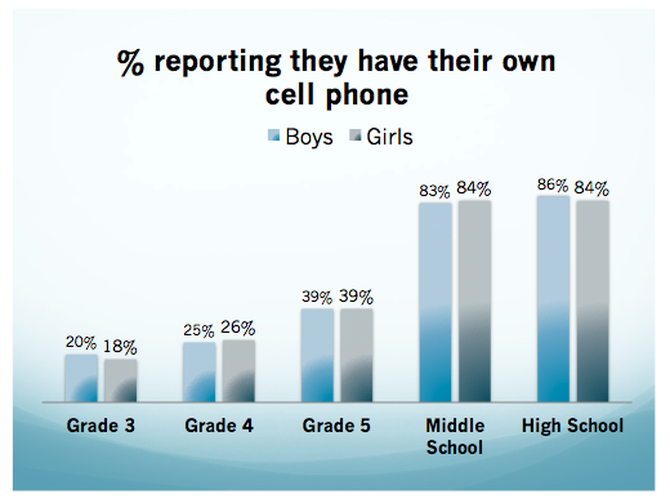 % reporting they have their own
cell phone
Boys Girls
83% 84% 86% 84%
39% 39%
20% 18% 25% 26%
Grade 3 Grade 4 Grade 5 Middle School High School